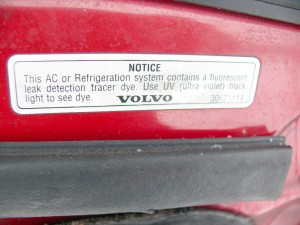 NOTICE
This AC or Refrigeration system contains a fluorescent
leak detection tracer dye. Use UV (ultra violet) black
light to see dye. VOLVO